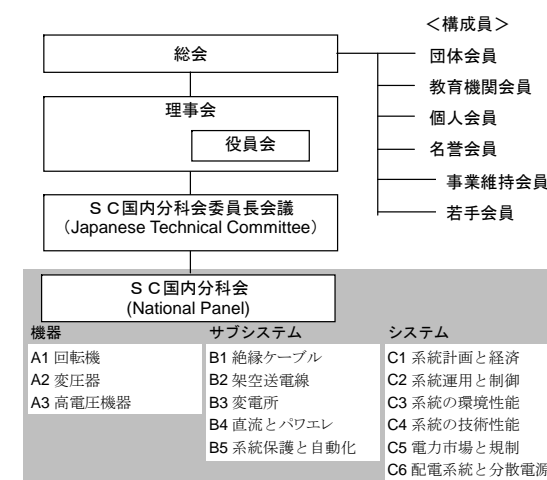 ＜構成員＞
総会
団体会員
教育機関会員
個人会員
名誉会員
事業維持会員
若手会員
理事会
役員会
ＳＣ国内分科会委員長会議
（Japanese Technical Committee）
ＳＣ国内分科会
(National Panel)
機器
A1 回転機
A2 変圧器
A3 高電圧機器
サブシステム
B1 絶縁ケーブル
B2 架空送電線
B3 変電所
B4 直流とパワエレ
B5 系統保護と自動化
システム
C1 系統計画と経済
C2 系統運用と制御
C3 系統の環境性能
C4 系統の技術性能
C5 電力市場と規制
C6 配電系統と分散電源